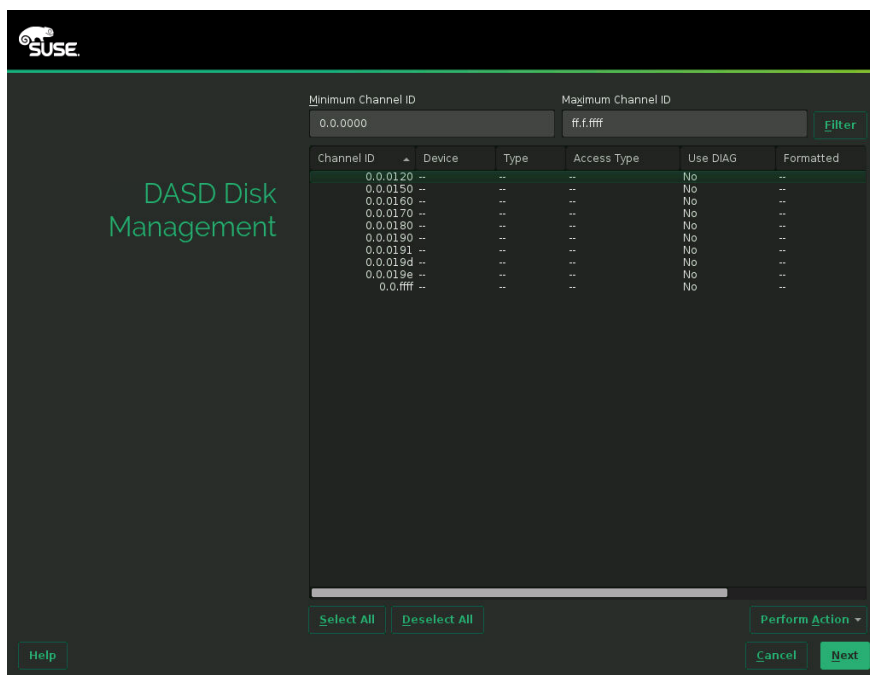 SUSE.
Minimum Channel ID Maximum Channel ID
0.0.0000 ff.f.ffff Filter
Channel ID Device Type Access Type Use DIAG Formatted
DASD Disk
Management
0.0.0120 -- -- -- No --
0.0.0150 -- -- -- No --
0.0.0160 -- -- -- No --
0.0.0170 -- -- -- No --
0.0.0180 -- -- -- No --
0.0.0190 -- -- -- No --
0.0.0191 -- -- -- No --
0.0.019d -- -- -- No --
0.0.019e -- -- -- No --
0.0.ffff -- -- -- No --
Select All Deselect All Perform Action
Help Cancel Next